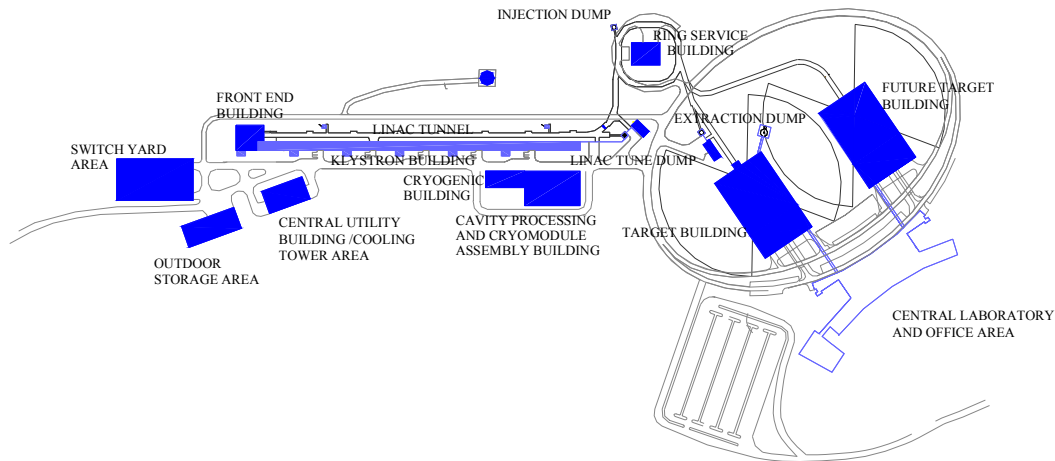 INJECTION DUMP
RING SERVICE
BUILDING
FUTURE TARGET
BUILDING
FRONT END
BUILDING
EXTRACTION DUMP
LINAC TUNNEL
SWITCH YARD
AREA
KLYSTRON BUILDING
LINAC TUNE DUMP
CRYOGENIC
BUILDING
CENTRAL UTILITY
BUILDING /COOLING
TOWER AREA
CAVITY PROCESSING
AND CRYOMODULE
ASSEMBLY BUILDING
TARGET BUILDING
OUTDOOR
STORAGE AREA
CENTRAL LABORATORY
AND OFFICE AREA